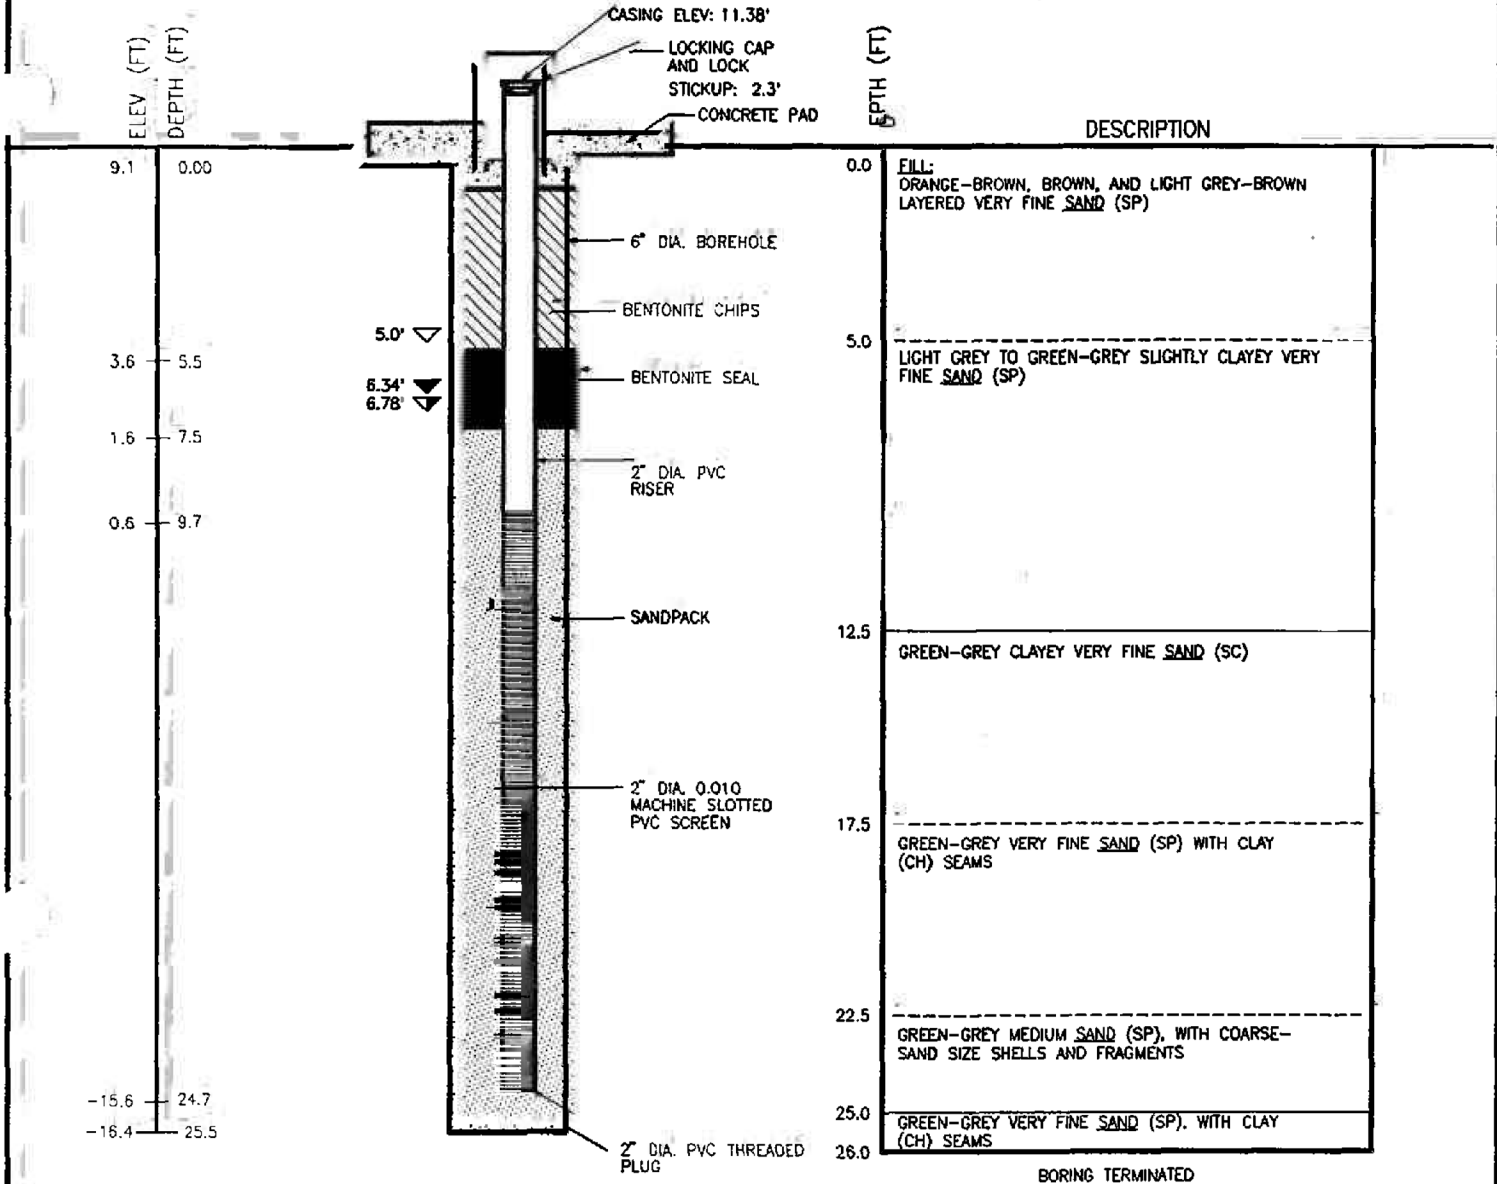 CASING ELEV: 11.38'
LOCKING CAP
AND LOCK
STICKUP: 2.3'
CONCRETE PAD
ELEV (FT)
DEPTH (FT)
9.1 0.00
6" DIA. BOREHOLE
BENTONITE CHIPS
5.0'
3.6 5.5
BENTONITE SEAL
6.34'
6.78'
1.6 7.5
2" DIA. PVC
RISER
0.6 9.7
SANDPACK
2" DIA. 0.010
MACHINE SLOTTED
PVC SCREEN
-15.6 24.7
-16.4 25.5
2" DIA. PVC THREADED
PLUG
DEPTH (FT)
DESCRIPTION
0.0
FILL:
ORANGE-BROWN, BROWN, AND LIGHT GREY-BROWN
LAYERED VERY FINE SAND (SP)
5.0
LIGHT GREY TO GREEN-GREY SLIGHTLY CLAYEY VERY
FINE SAND (SP)
12.5
GREEN-GREY CLAYEY VERY FINE SAND (SC)
17.5
GREEN-GREY VERY FINE SAND (SP) WITH CLAY
(CH) SEAMS
22.5
GREEN-GREY MEDIUM SAND (SP), WITH COARSE-
SAND SIZE SHELLS AND FRAGMENTS
25.0
GREEN-GREY VERY FINE SAND (SP), WITH CLAY
(CH) SEAMS
26.0
BORING TERMINATED